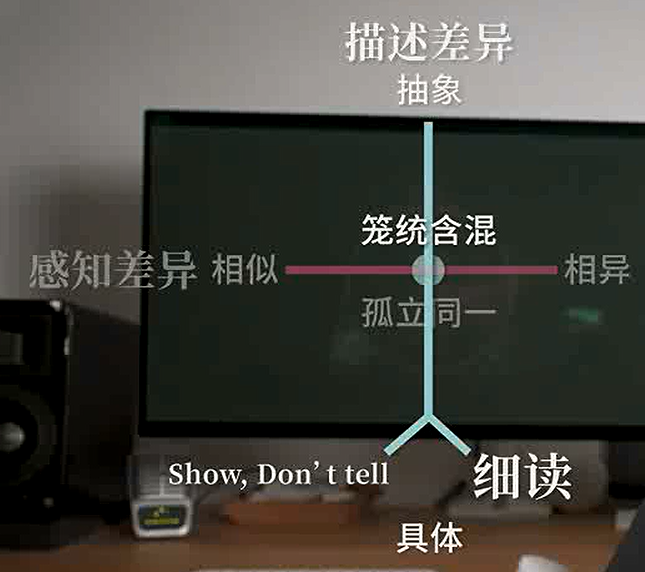 描述差异
抽象
笼统含混
感知差异 相似 相异
孤立同一
Show, Don't tell 细读
具体